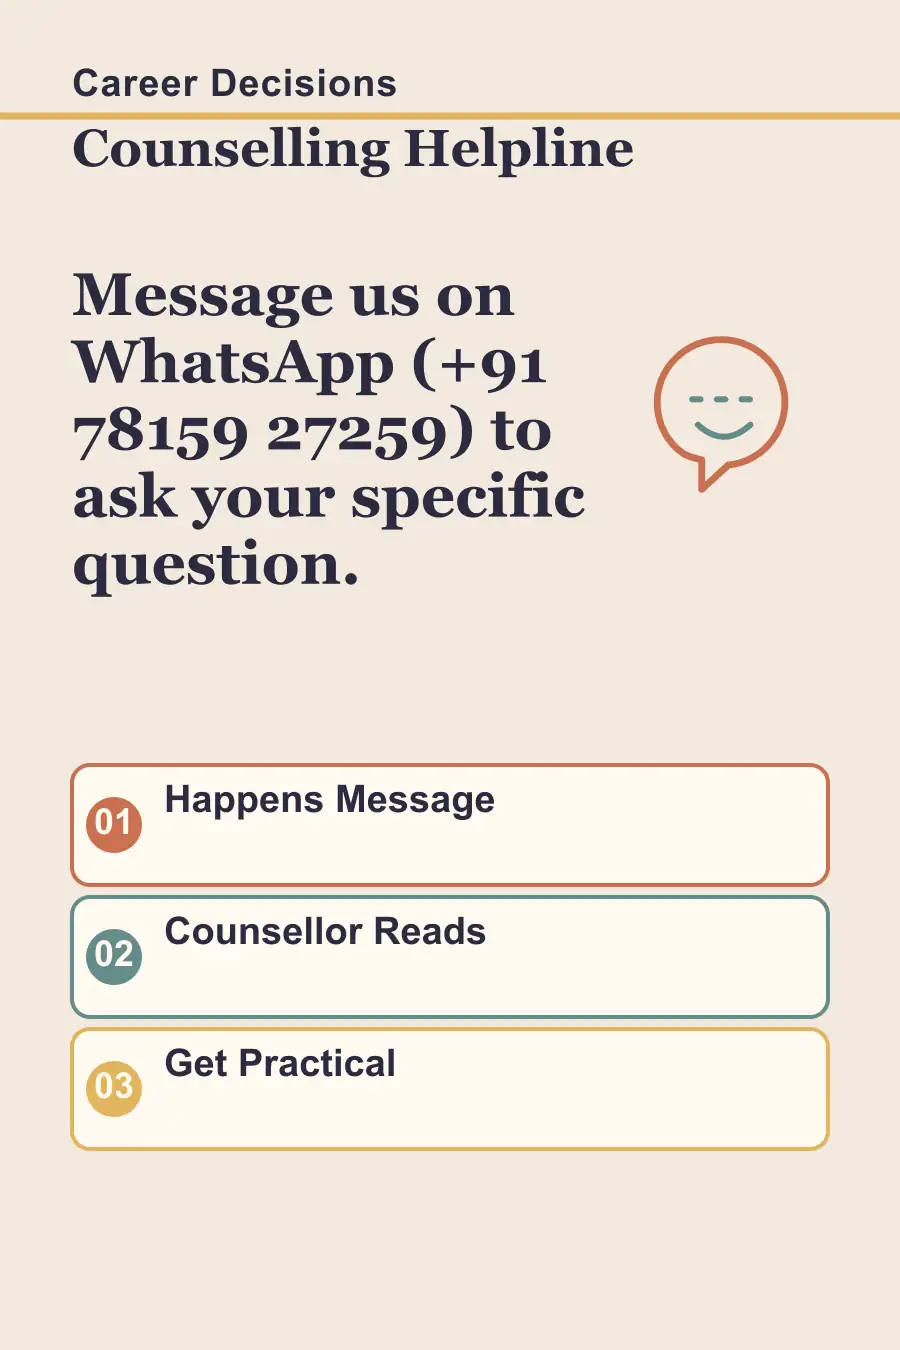 Career Decisions
Counselling Helpline
Message us on
WhatsApp (+91
78159 27259) to
ask your specific
question.
01
Happens Message
02
Counsellor Reads
03
Get Practical